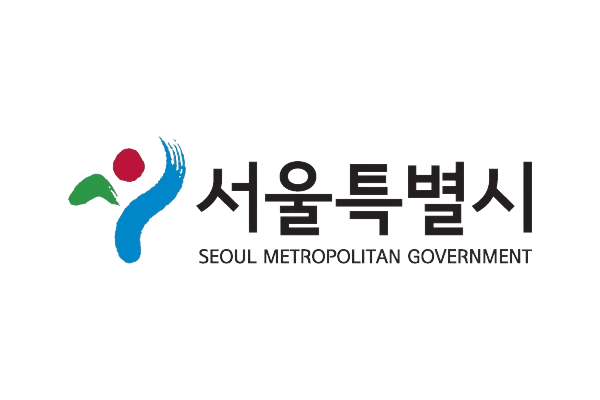 서울특별시
SEOUL METROPOLITAN GOVERNMENT